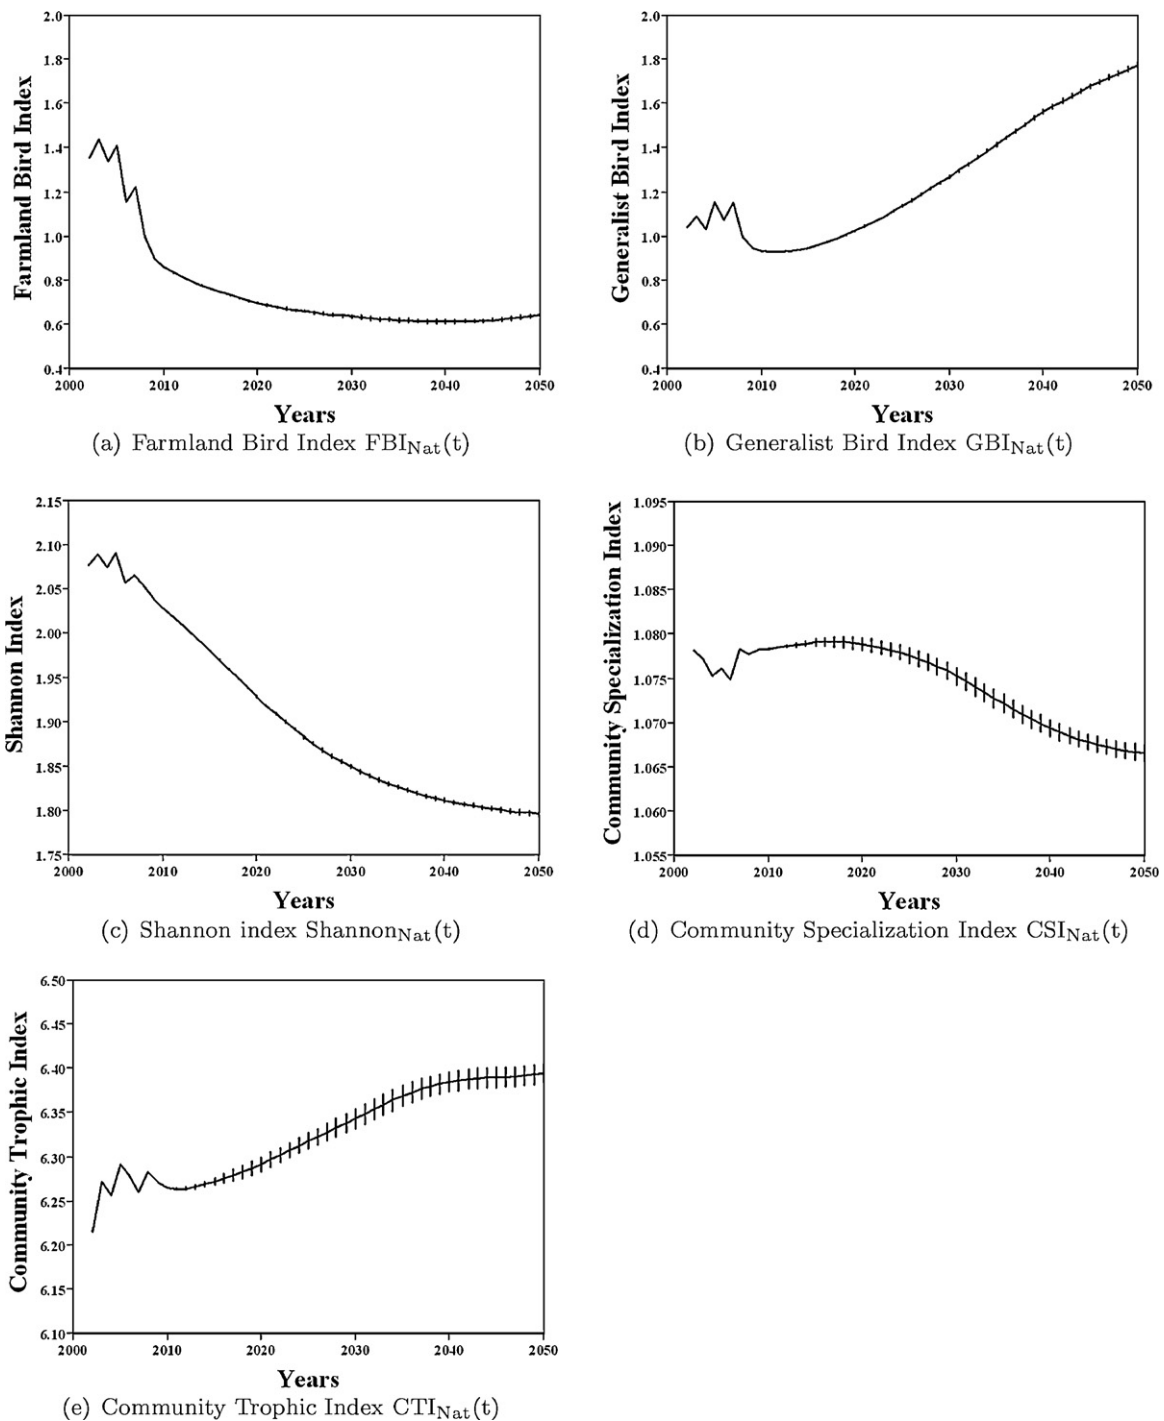 2.0
1.8
1.6
1.4
1.2
1.0
0.8
0.6
0.4
Farmland Bird Index
2000 2010 2020 2030 2040 2050
Years
(a) Farmland Bird Index FBI_Nat(t)
2.0
1.8
1.6
1.4
1.2
1.0
0.8
0.6
0.4
Generalist Bird Index
2000 2010 2020 2030 2040 2050
Years
(b) Generalist Bird Index GBI_Nat(t)
2.15
2.10
2.05
2.00
1.95
1.90
1.85
1.80
1.75
Shannon Index
2000 2010 2020 2030 2040 2050
Years
(c) Shannon index Shannon_Nat(t)
1.095
1.090
1.085
1.080
1.075
1.070
1.065
1.060
1.055
Community Specialization Index
2000 2010 2020 2030 2040 2050
Years
(d) Community Specialization Index CSI_Nat(t)
6.50
6.45
6.40
6.35
6.30
6.25
6.20
6.15
6.10
Community Trophic Index
2000 2010 2020 2030 2040 2050
Years
(e) Community Trophic Index CTI_Nat(t)